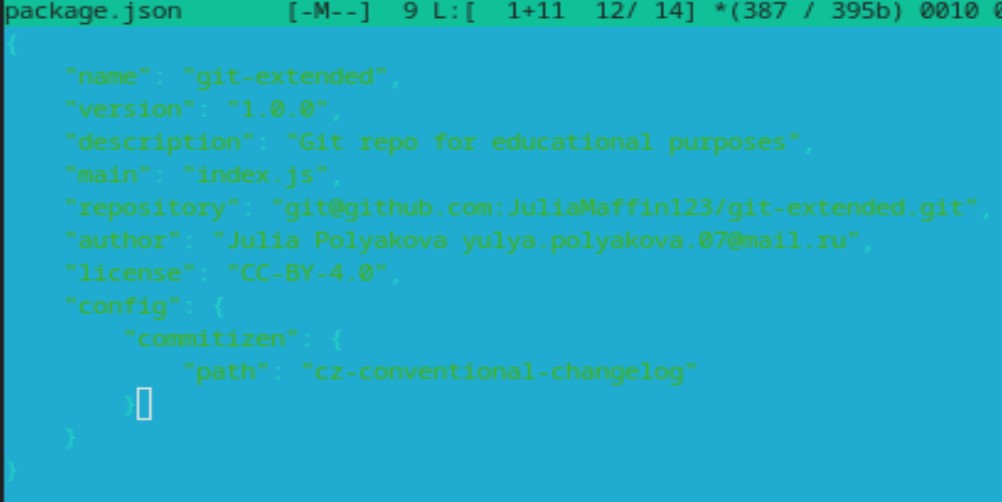 package.json [-M--] 9 L:[ 1+11 12/ 14] *(387 / 395b) 0010 0
{
"name": "git-extended",
"version": "1.0.0",
"description": "Git repo for educational purposes",
"main": "index.js",
"repository": "git@github.com:JuliaMaffin123/git-extended.git",
"author": "Julia Polyakova yulya.polyakova.07@mail.ru",
"license": "CC-BY-4.0",
"config": {
"commitizen": {
"path": "cz-conventional-changelog"
}
}
}